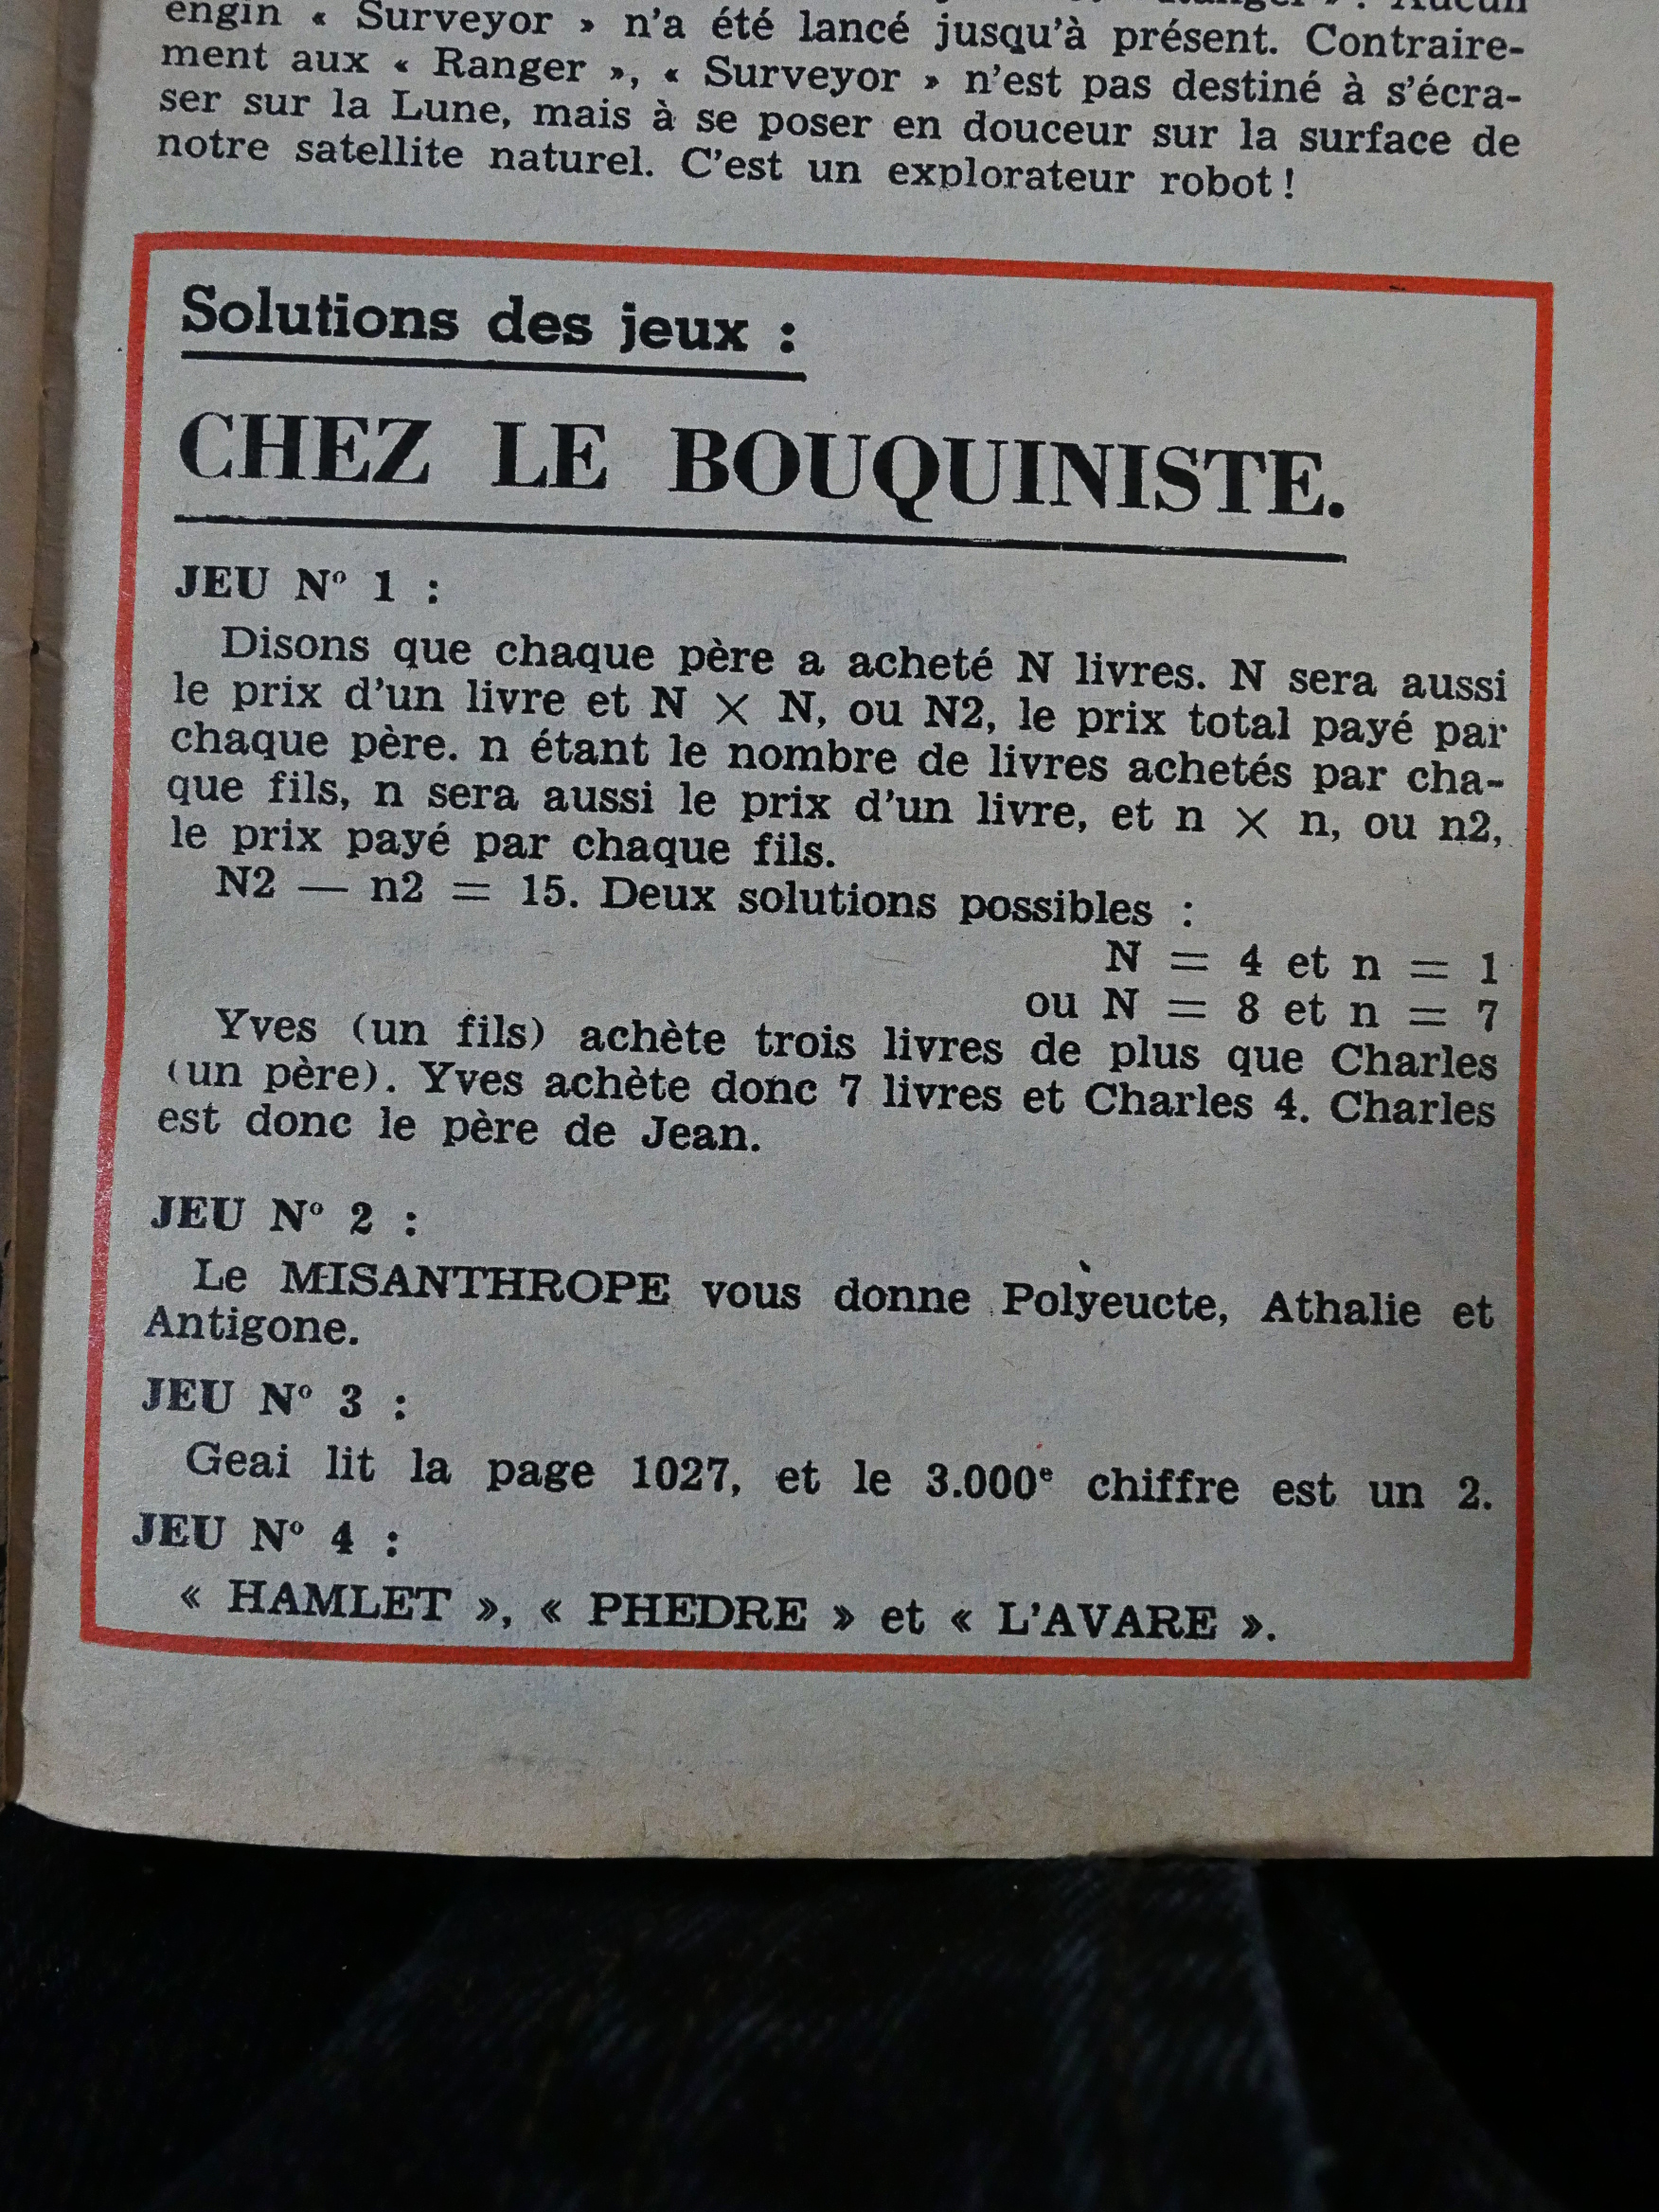 engin « Surveyor » n'a été lancé jusqu'à présent. Contraire-
ment aux « Ranger », « Surveyor » n'est pas destiné à s'écra-
ser sur la Lune, mais à se poser en douceur sur la surface de
notre satellite naturel. C'est un explorateur robot !
Solutions des jeux :
CHEZ LE BOUQUINISTE.
JEU Nº 1 :
Disons que chaque père a acheté N livres. N sera aussi
le prix d'un livre et N × N, ou N2, le prix total payé par
chaque père. n étant le nombre de livres achetés par cha-
que fils, n sera aussi le prix d'un livre, et n × n, ou n2,
le prix payé par chaque fils.
N2 — n2 = 15. Deux solutions possibles :
N = 4 et n = 1
ou N = 8 et n = 7
Yves (un fils) achète trois livres de plus que Charles
(un père). Yves achète donc 7 livres et Charles 4. Charles
est donc le père de Jean.
JEU Nº 2 :
Le MISANTHROPE vous donne Polyeucte, Athalie et
Antigone.
JEU Nº 3 :
Geai lit la page 1027, et le 3.000e chiffre est un 2.
JEU Nº 4 :
« HAMLET », « PHEDRE » et « L'AVARE ».